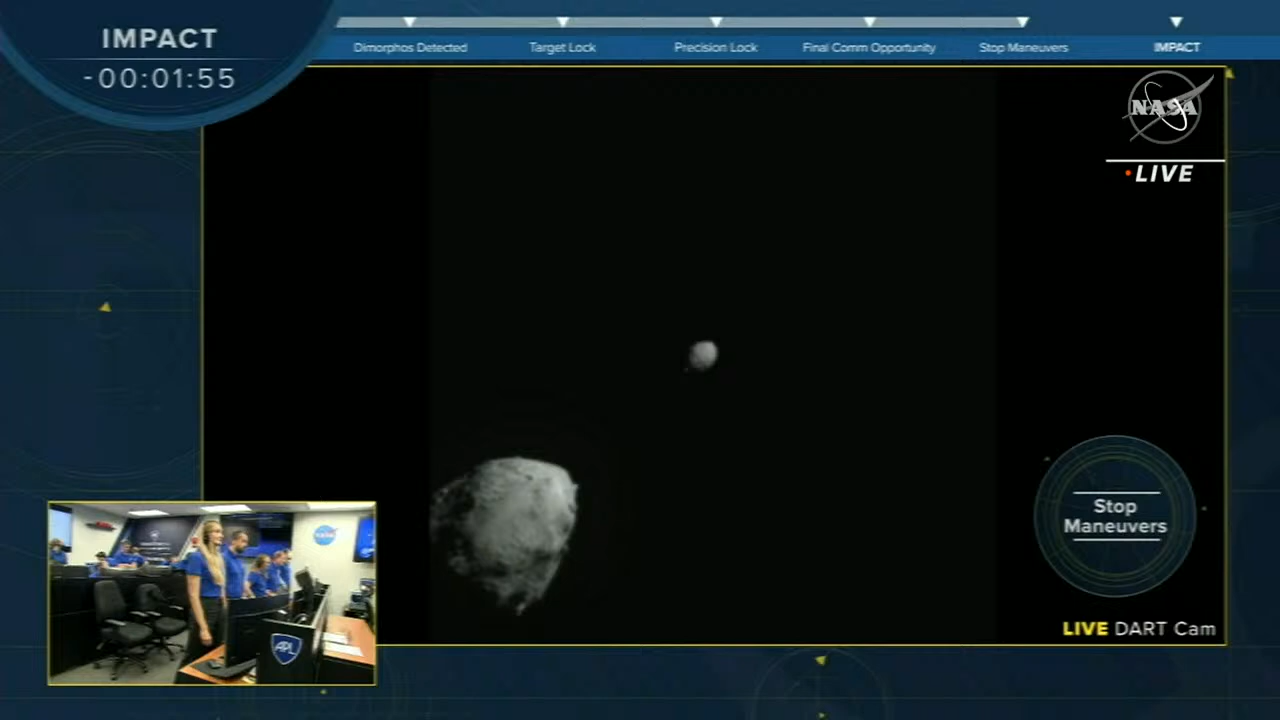 IMPACT
-00:01:55
Dimorphos Detected
Target Lock
Precision Lock
Final Comm Opportunity
Stop Maneuvers
IMPACT
NASA
LIVE
Stop
Maneuvers
LIVE DART Cam
NASA
APL